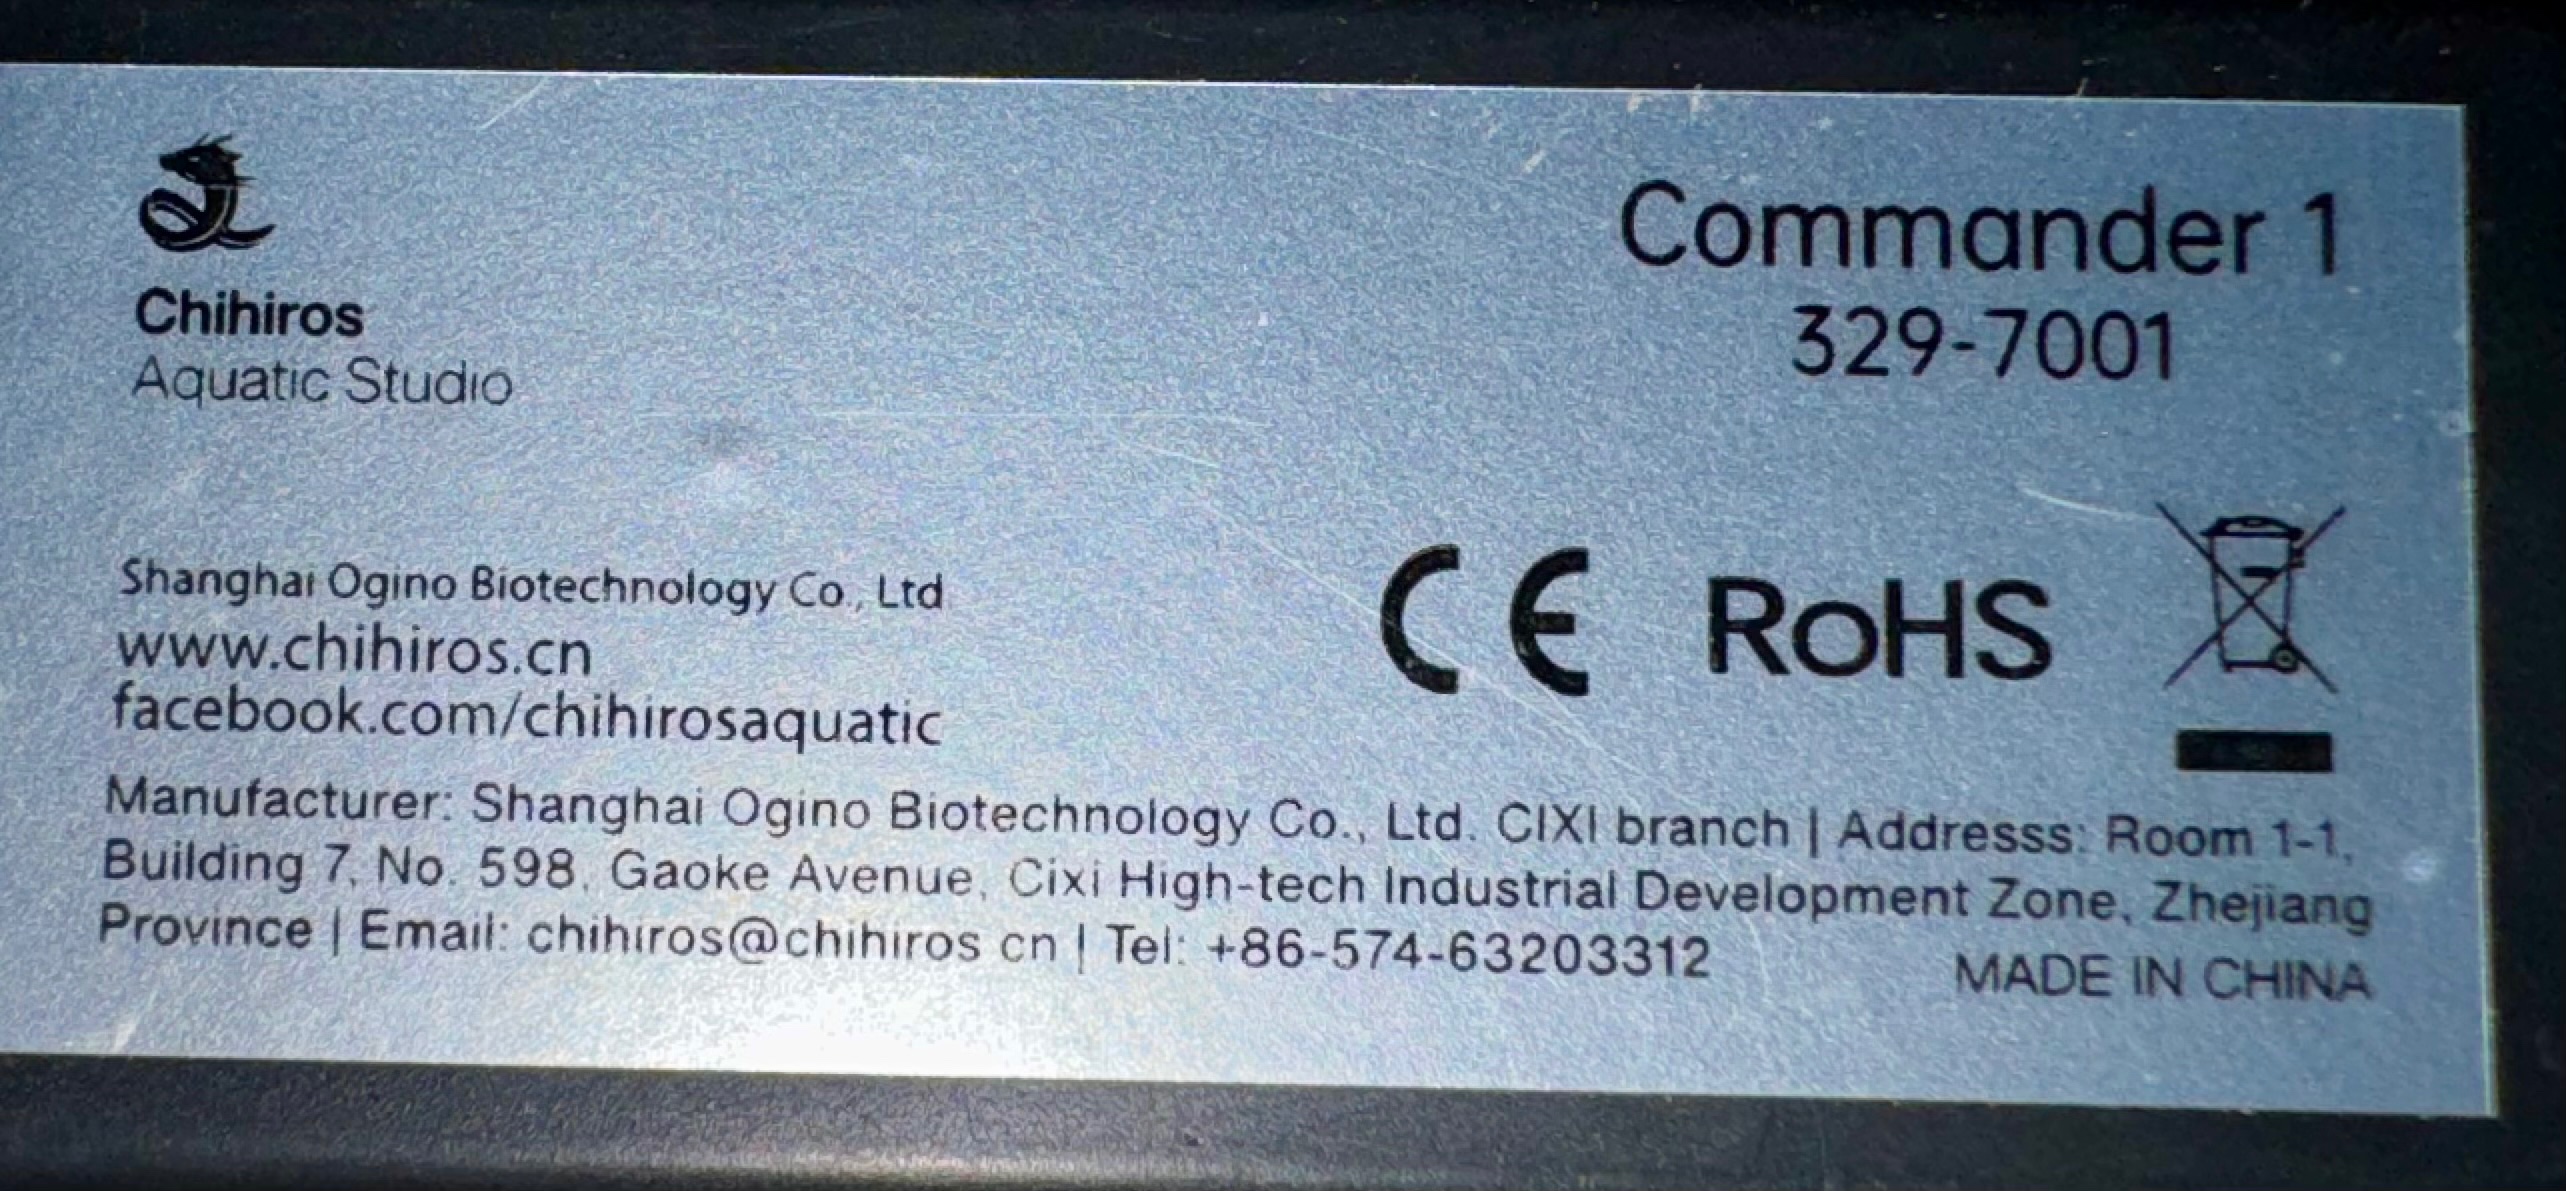 Chihiros
Aquatic Studio
Commander 1
329-7001
Shanghai Ogino Biotechnology Co., Ltd
www.chihiros.cn
facebook.com/chihirosaquatic
CE RoHS
Manufacturer: Shanghai Ogino Biotechnology Co., Ltd. CIXI branch | Addresss: Room 1-1,
Building 7, No. 598, Gaoke Avenue, Cixi High-tech Industrial Development Zone, Zhejiang
Province | Email: chihiros@chihiros cn | Tel: +86-574-63203312
MADE IN CHINA